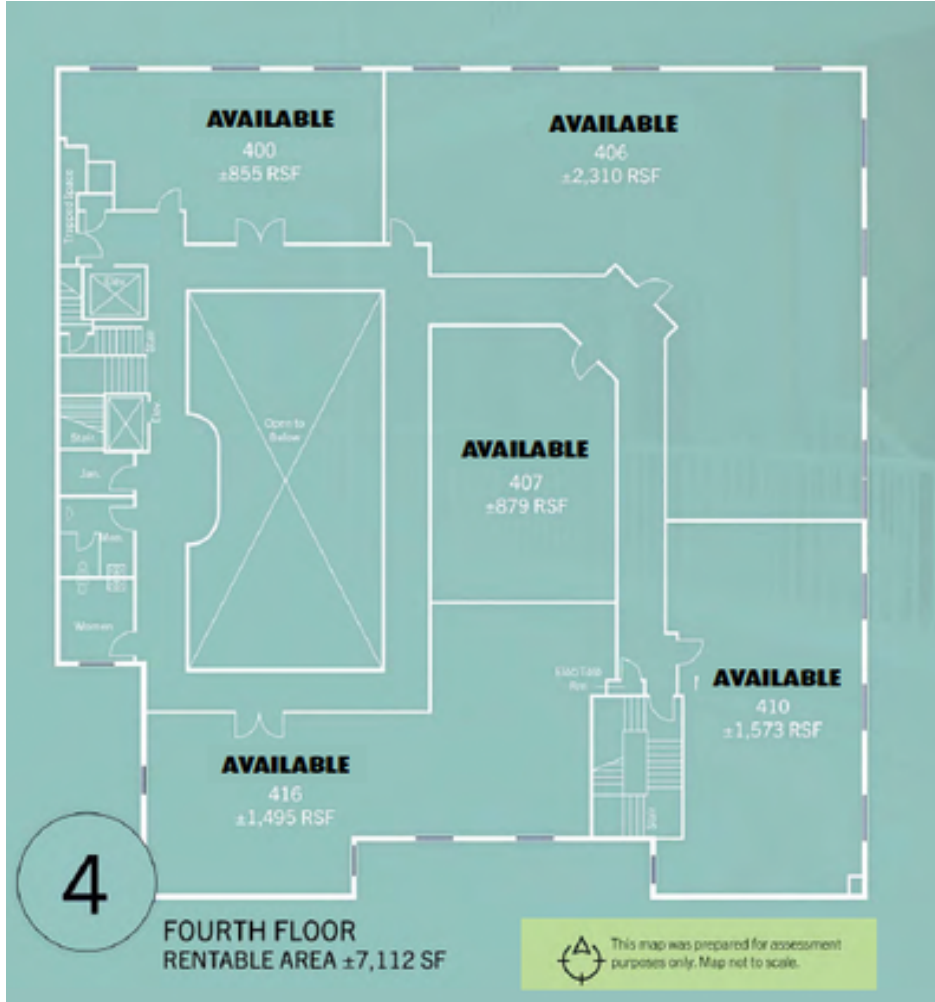 AVAILABLE
400
±855 RSF
AVAILABLE
406
±2,310 RSF
Trapped Space
Elev.
Stair
Elev.
Stair
Open to
Below
Jan.
AVAILABLE
407
±879 RSF
Men
Women
Elec/Tele
Rm
AVAILABLE
410
±1,573 RSF
AVAILABLE
416
±1,495 RSF
Stair
4
FOURTH FLOOR
RENTABLE AREA ±7,112 SF
This map was prepared for assessment
purposes only. Map not to scale.